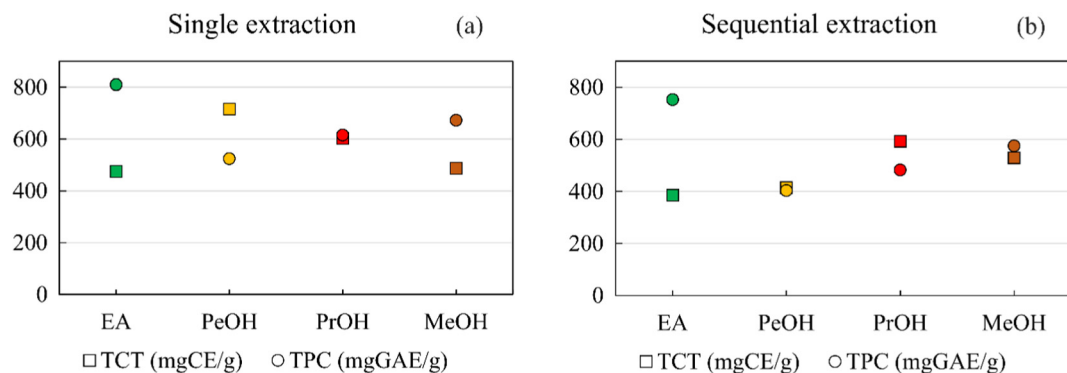 Single extraction (a)
800
600
400
200
0
EA PeOH PrOH MeOH
TCT (mgCE/g) TPC (mgGAE/g)
Sequential extraction (b)
800
600
400
200
0
EA PeOH PrOH MeOH
TCT (mgCE/g) TPC (mgGAE/g)